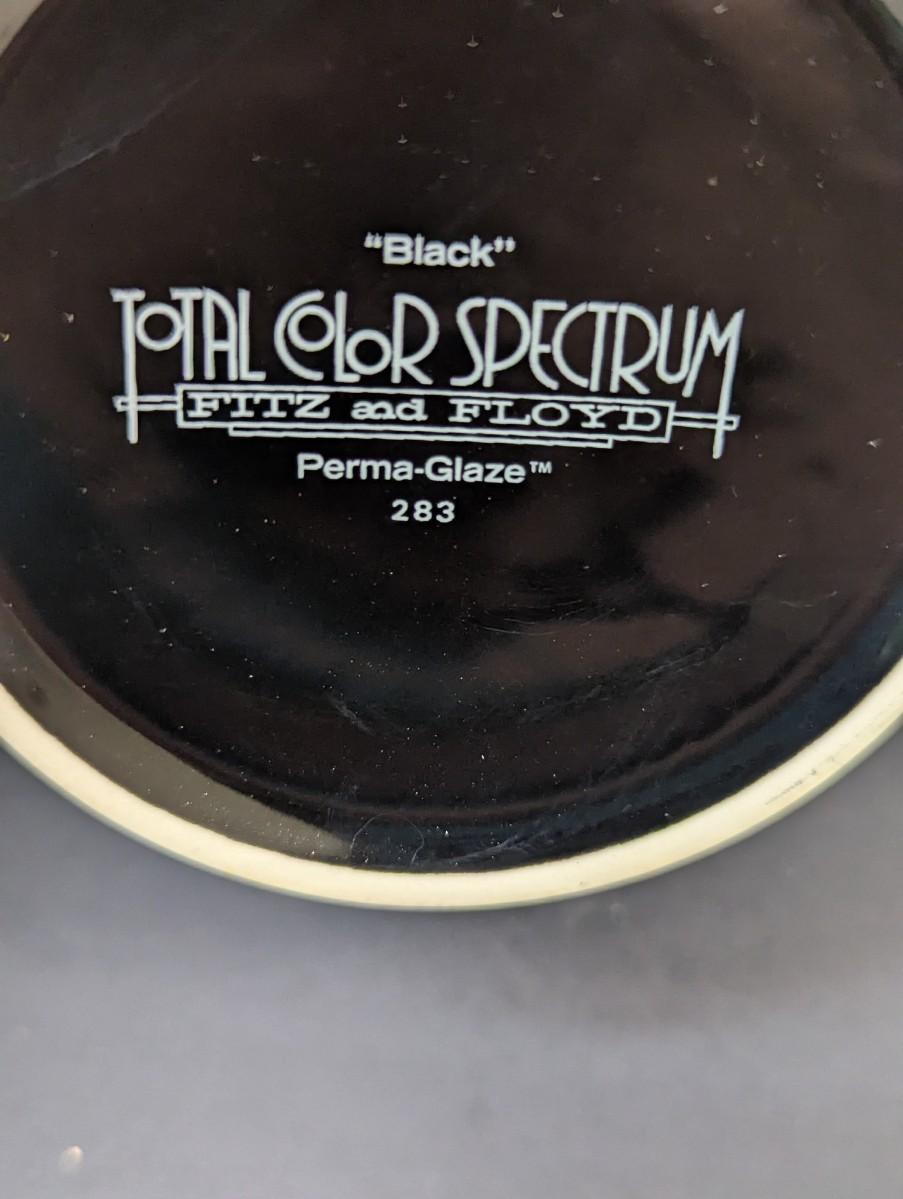 “Black”
TOTAL COLOR SPECTRUM
FITZ and FLOYD
Perma-Glaze™
283